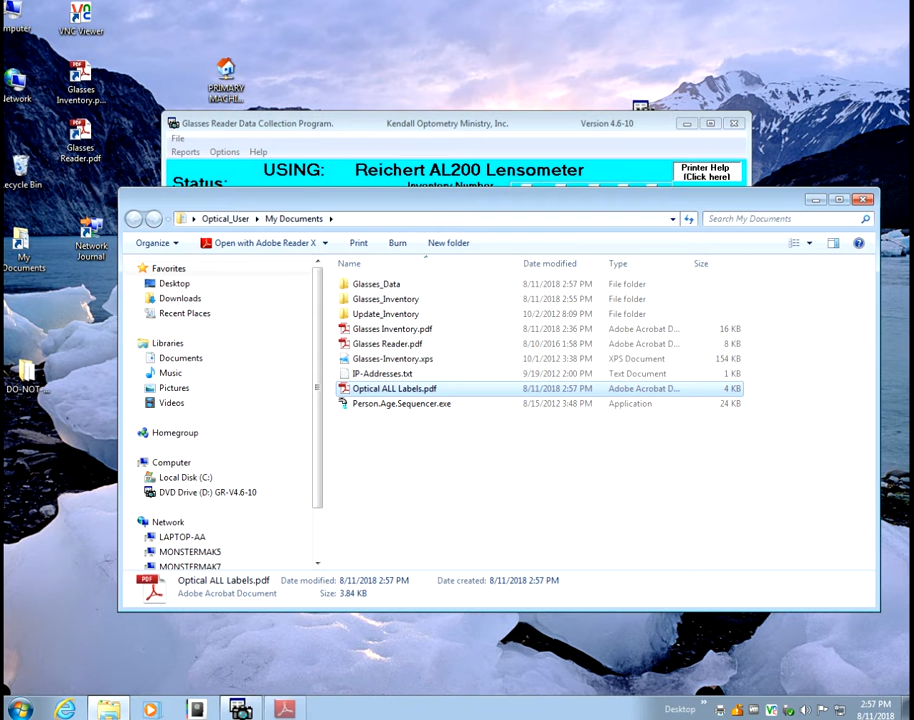 mputer
VNC Viewer
PRIMARY
MACHI...
etwork
Glasses
Inventory.p...
Glasses
Reader.pdf
ecycle Bin
My
Documents
Network
Journal
DO-NOT-...
Glasses Reader Data Collection Program. Kendall Optometry Ministry, Inc. Version 4.6-10
File
Reports Options Help
USING: Reichert AL200 Lensometer
Printer Help
(Click here)
Status:
Inventory Number
Optical_User My Documents
Search My Documents
Organize Open with Adobe Reader X Print Burn New folder
Favorites
Desktop
Downloads
Recent Places
Libraries
Documents
Music
Pictures
Videos
Homegroup
Computer
Local Disk (C:)
DVD Drive (D:) GR-V4.6-10
Network
LAPTOP-AA
MONSTERMAK5
MONSTERMAK7
Name Date modified Type Size
Glasses_Data 8/11/2018 2:57 PM File folder
Glasses_Inventory 8/11/2018 2:55 PM File folder
Update_Inventory 10/2/2012 8:09 PM File folder
Glasses Inventory.pdf 8/11/2018 2:36 PM Adobe Acrobat D... 16 KB
Glasses Reader.pdf 8/10/2016 1:58 PM Adobe Acrobat D... 8 KB
Glasses-Inventory.xps 10/1/2012 3:38 PM XPS Document 154 KB
IP-Addresses.txt 9/19/2012 2:00 PM Text Document 1 KB
Optical ALL Labels.pdf 8/11/2018 2:57 PM Adobe Acrobat D... 4 KB
Person.Age.Sequencer.exe 8/15/2012 3:48 PM Application 24 KB
PDF
Optical ALL Labels.pdf Date modified: 8/11/2018 2:57 PM Date created: 8/11/2018 2:57 PM
Adobe Acrobat Document Size: 3.84 KB
Desktop
2:57 PM
8/11/2018